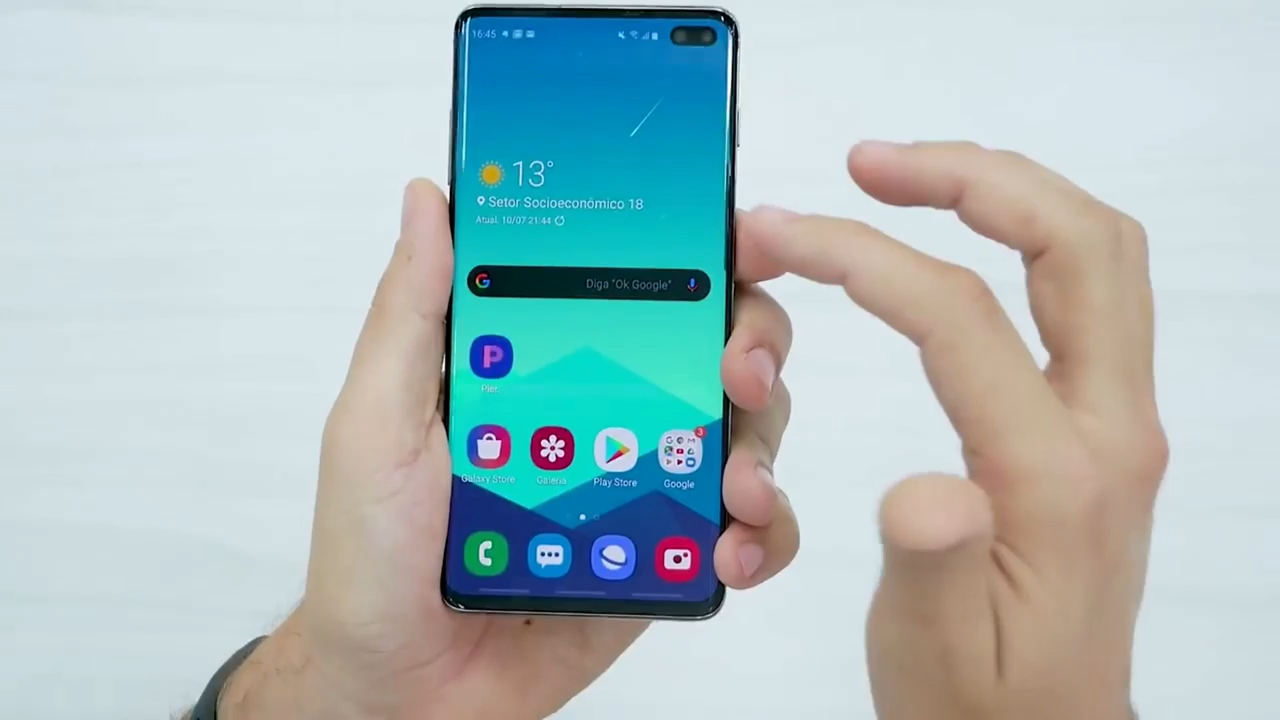 16:45
13°
Setor Socioeconômico 18
Atual. 10/07 21:44
G Diga "Ok Google"
P
Pier
Galaxy Store
Galeria
Play Store
Google
3